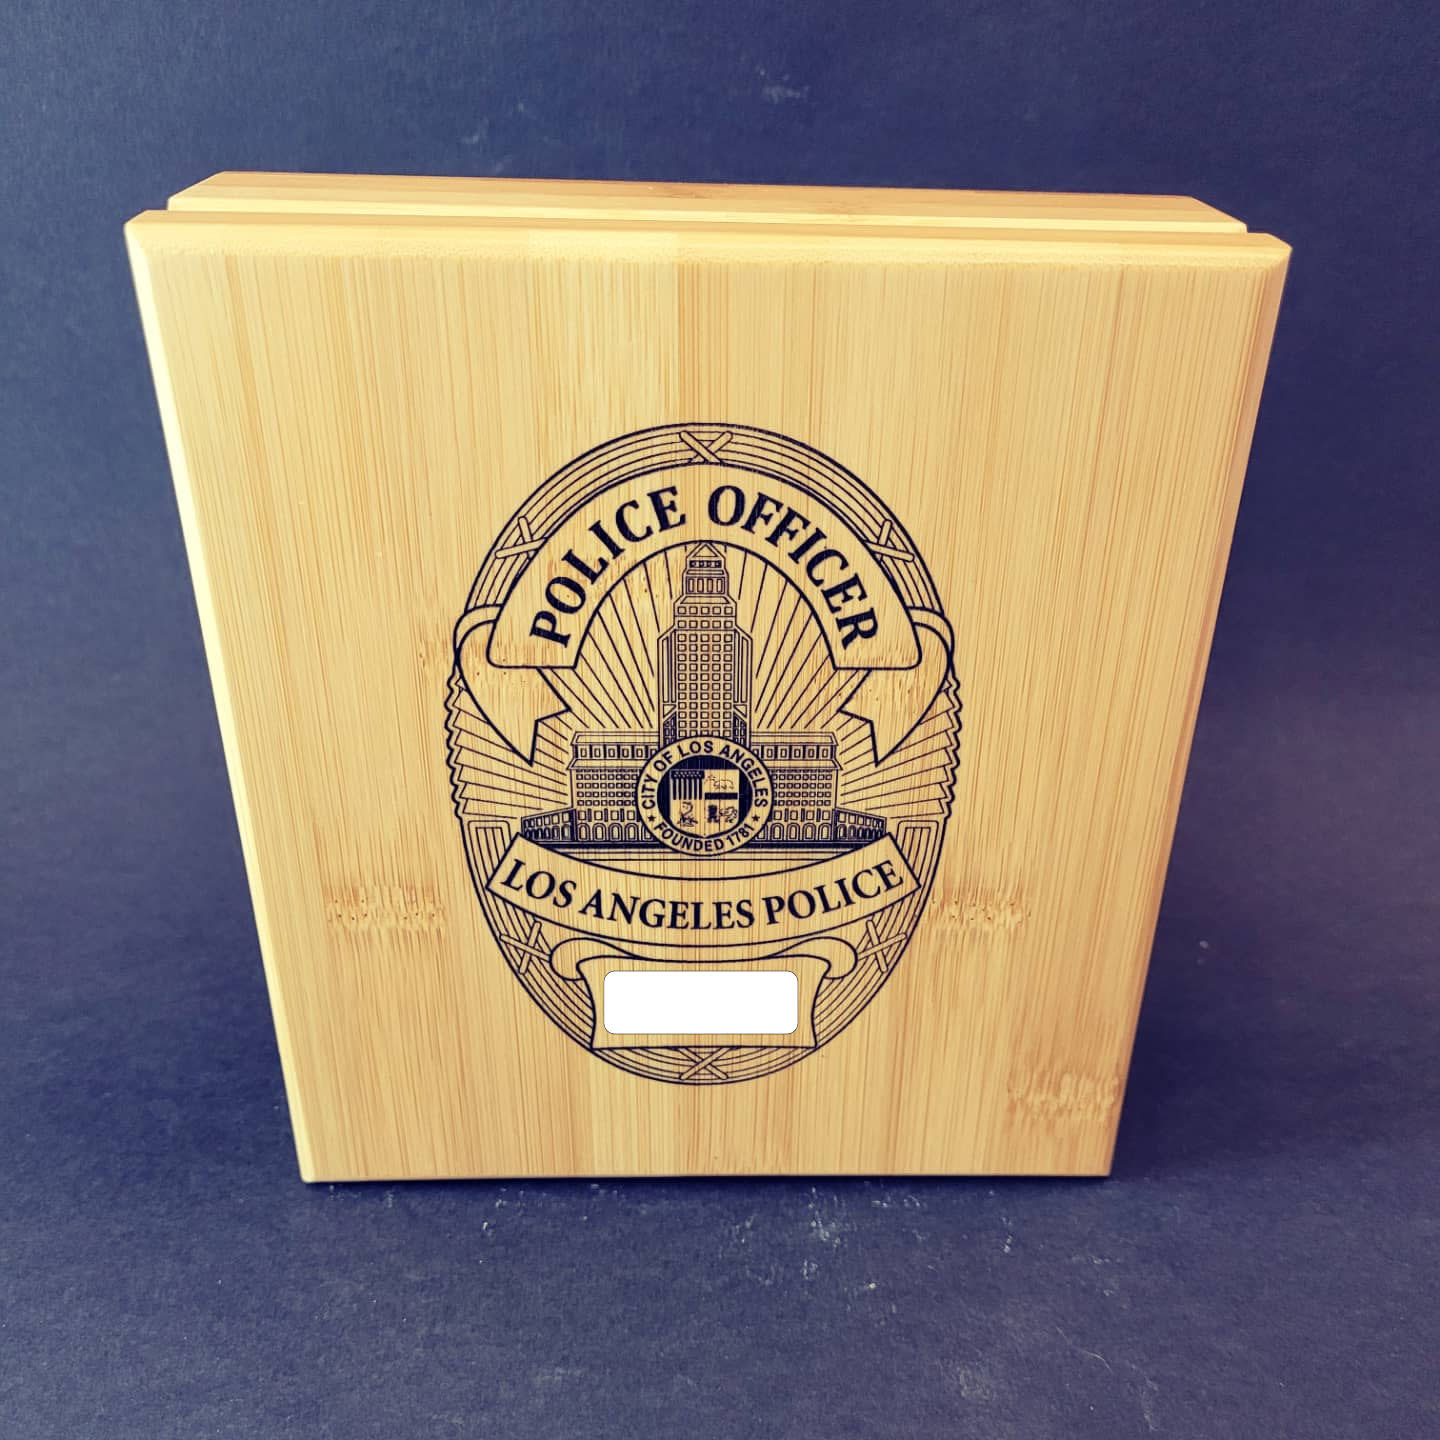 POLICE OFFICER
CITY OF LOS ANGELES
FOUNDED 1781
LOS ANGELES POLICE